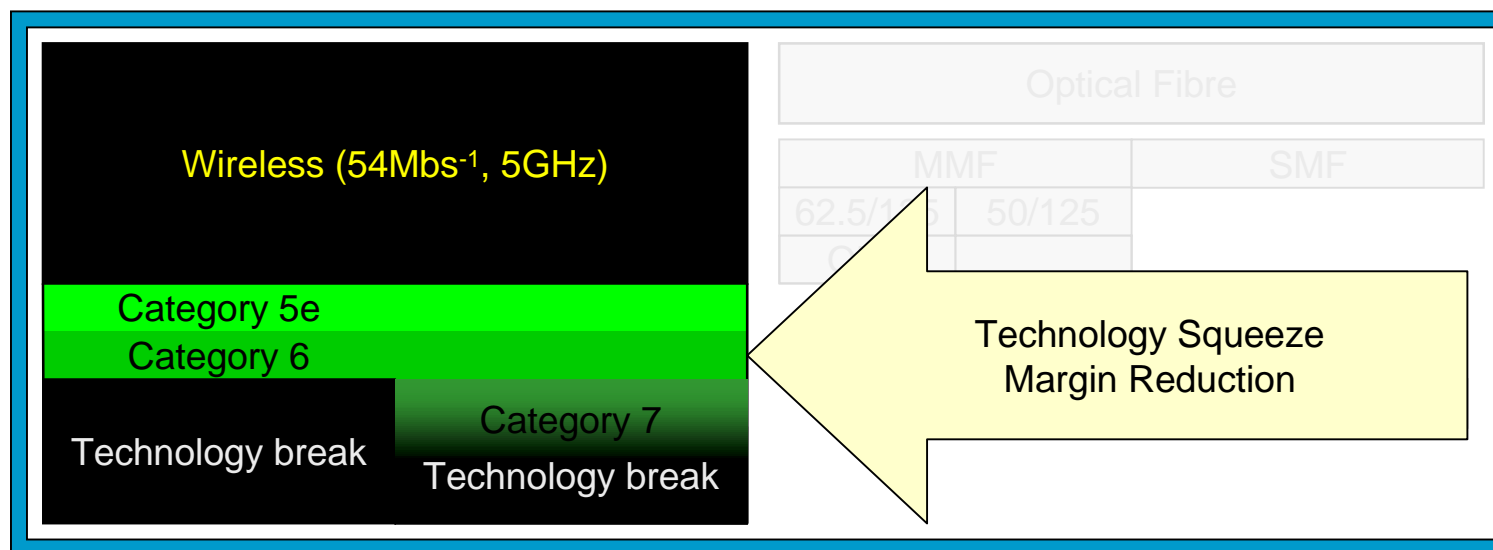 Wireless (54Mbs⁻¹, 5GHz)
Category 5e
Category 6
Technology break
Category 7
Technology break
Optical Fibre
MMF
SMF
50/125
Technology Squeeze
Margin Reduction